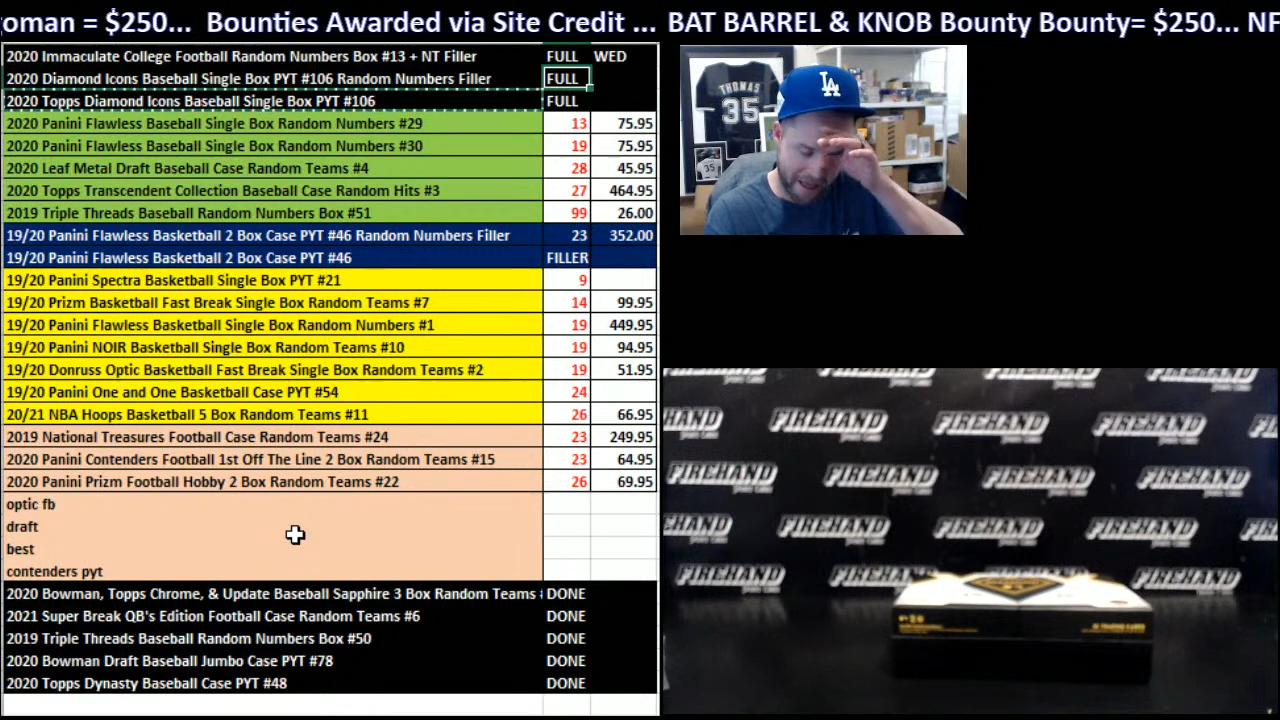 oman = $250...  Bounties Awarded via Site Credit ...  BAT BARREL & KNOB Bounty Bounty= $250... NF
2020 Immaculate College Football Random Numbers Box #13 + NT Filler FULL WED
2020 Diamond Icons Baseball Single Box PYT #106 Random Numbers Filler FULL
2020 Topps Diamond Icons Baseball Single Box PYT #106 FULL
2020 Panini Flawless Baseball Single Box Random Numbers #29 13 75.95
2020 Panini Flawless Baseball Single Box Random Numbers #30 19 75.95
2020 Leaf Metal Draft Baseball Case Random Teams #4 28 45.95
2020 Topps Transcendent Collection Baseball Case Random Hits #3 27 464.95
2019 Triple Threads Baseball Random Numbers Box #51 99 26.00
19/20 Panini Flawless Basketball 2 Box Case PYT #46 Random Numbers Filler 23 352.00
19/20 Panini Flawless Basketball 2 Box Case PYT #46 FILLER
19/20 Panini Spectra Basketball Single Box PYT #21 9
19/20 Prizm Basketball Fast Break Single Box Random Teams #7 14 99.95
19/20 Panini Flawless Basketball Single Box Random Numbers #1 19 449.95
19/20 Panini NOIR Basketball Single Box Random Teams #10 19 94.95
19/20 Donruss Optic Basketball Fast Break Single Box Random Teams #2 19 51.95
19/20 Panini One and One Basketball Case PYT #54 24
20/21 NBA Hoops Basketball 5 Box Random Teams #11 26 66.95
2019 National Treasures Football Case Random Teams #24 23 249.95
2020 Panini Contenders Football 1st Off The Line 2 Box Random Teams #15 23 64.95
2020 Panini Prizm Football Hobby 2 Box Random Teams #22 26 69.95
optic fb
draft
best
contenders pyt
2020 Bowman, Topps Chrome, & Update Baseball Sapphire 3 Box Random Teams DONE
2021 Super Break QB's Edition Football Case Random Teams #6 DONE
2019 Triple Threads Baseball Random Numbers Box #50 DONE
2020 Bowman Draft Baseball Jumbo Case PYT #78 DONE
2020 Topps Dynasty Baseball Case PYT #48 DONE
THOMAS
35
35
LA
FIREHAND
FIREHAND
FIREHAND
FIREHAND
FIREHAND
FIREHAND
FIREHAND
FIREHAND
FIREHAND
FIREHAND
FIREHAND
FIREHAND